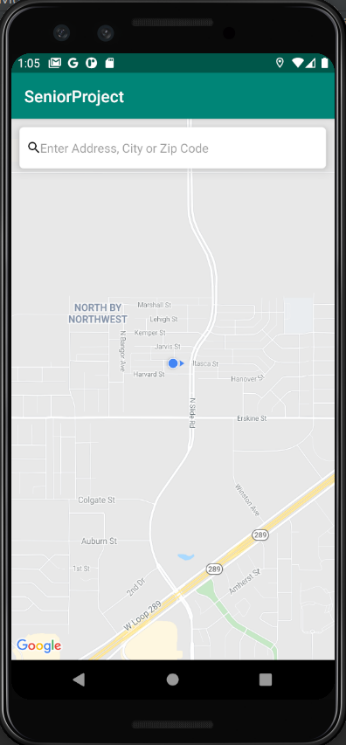 1:05
SeniorProject
Enter Address, City or Zip Code
NORTH BY
NORTHWEST
Marshall St
Lehigh St
Kemper St
Jarvis St
N Bangor Ave
Itasca St
Harvard St
Hanover St
N Slide Rd
Erskine St
Colgate St
Winston Ave
289
Auburn St
289
1st St
2nd Dr
Amherst St
W Loop 289
Google